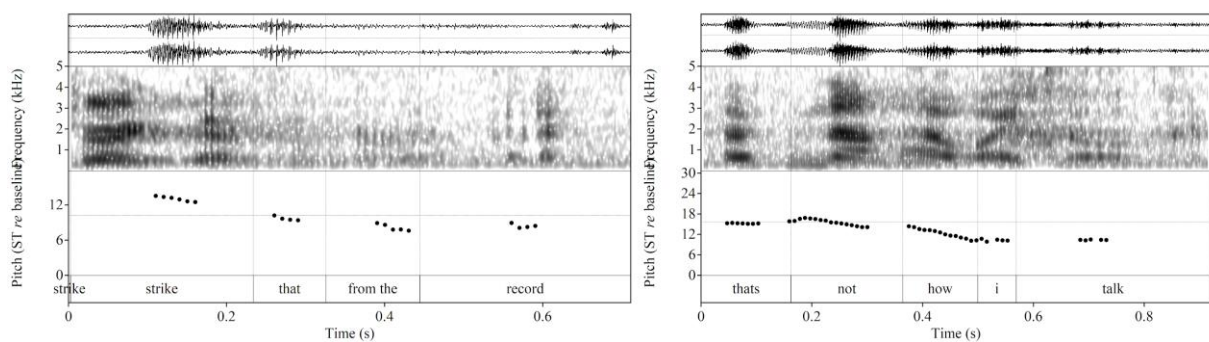 5
4
3
2
1
Frequency (kHz)
12
6
0
Pitch (ST re baseline)
strike strike that from the record
0 0.2 0.4 0.6
Time (s)
5
4
3
2
1
Frequency (kHz)
30
24
18
12
6
0
Pitch (ST re baseline)
thats not how i talk
0 0.2 0.4 0.6 0.8
Time (s)